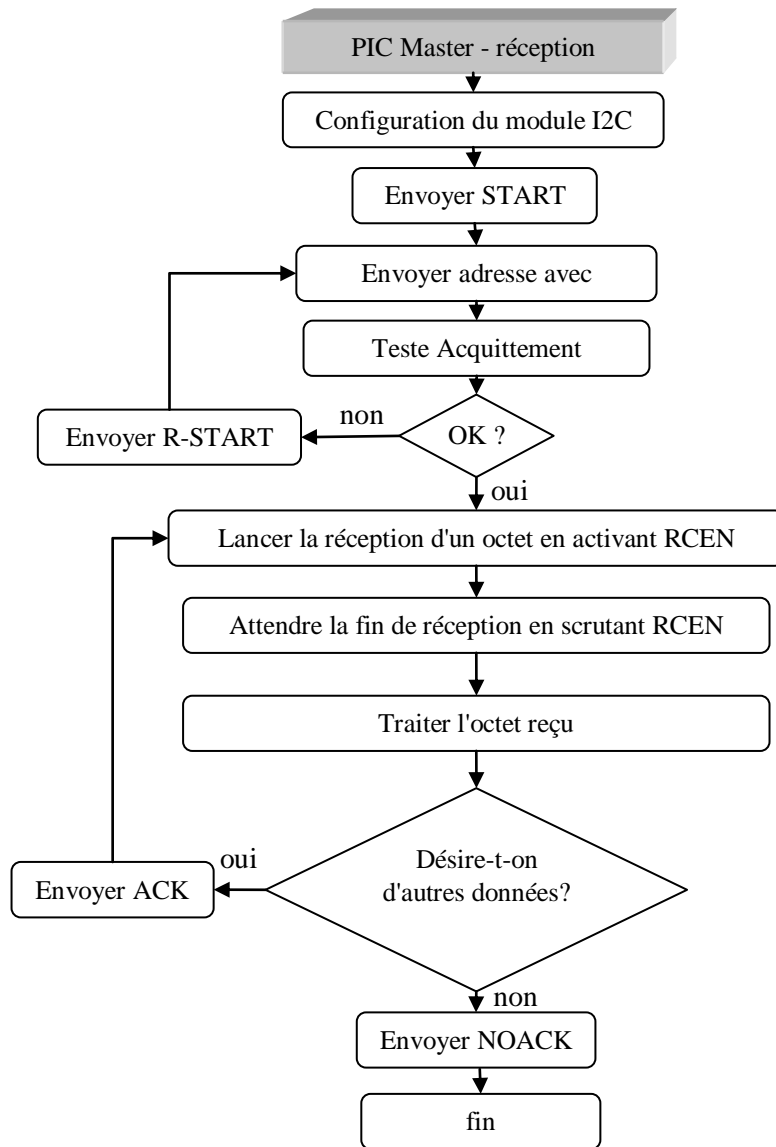 PIC Master - réception
Configuration du module I2C
Envoyer START
Envoyer adresse avec
Teste Acquittement
non
Envoyer R-START
OK ?
oui
Lancer la réception d'un octet en activant RCEN
Attendre la fin de réception en scrutant RCEN
Traiter l'octet reçu
oui
Désire-t-on
d'autres données?
Envoyer ACK
non
Envoyer NOACK
fin